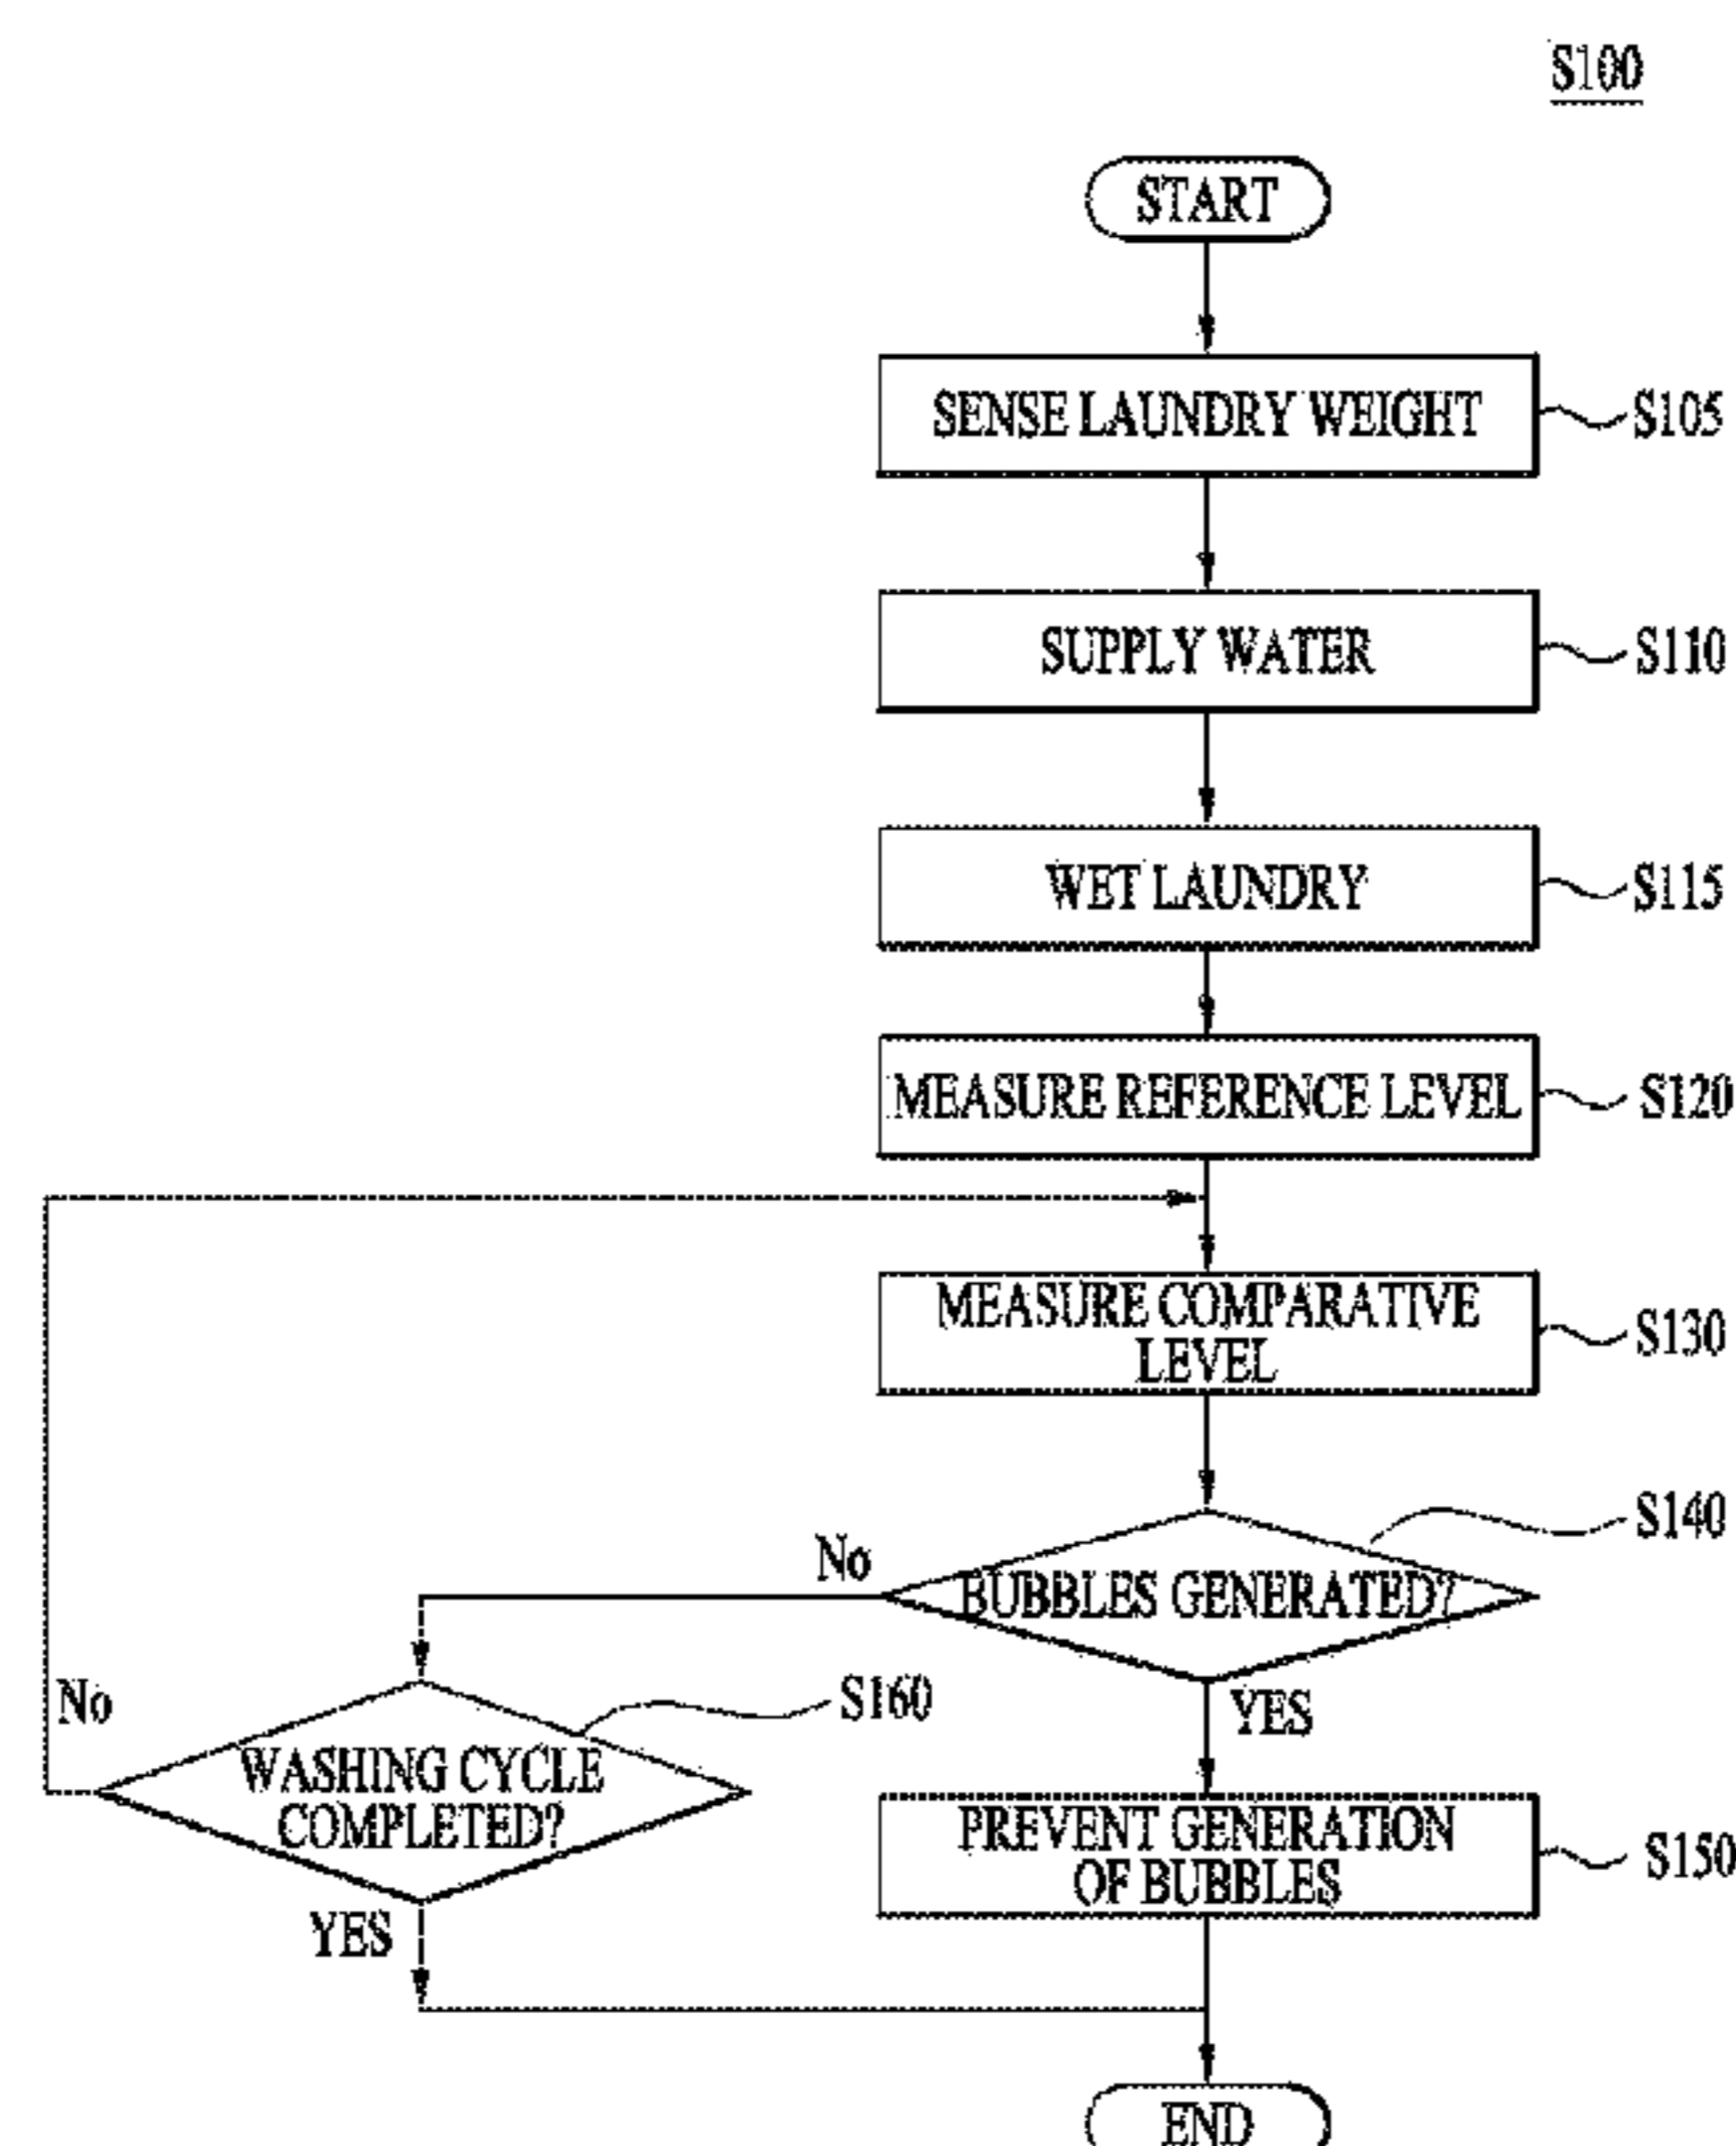 S100
START
SENSE LAUNDRY WEIGHT
S105
SUPPLY WATER
S110
WET LAUNDRY
S115
MEASURE REFERENCE LEVEL
S120
MEASURE COMPARATIVE
LEVEL
S130
S140
BUBBLES GENERATED?
No
YES
S160
No
WASHING CYCLE
COMPLETED?
YES
PREVENT GENERATION
OF BUBBLES
S150
END